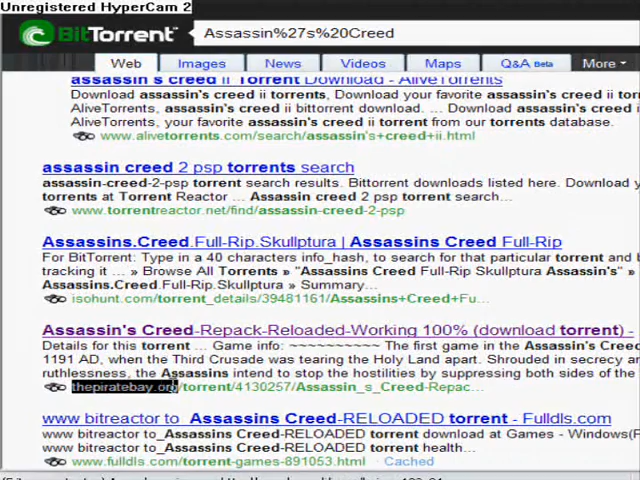 Unregistered HyperCam 2
BitTorrent™ Assassin%27s%20Creed
Web Images News Videos Maps Q&A Beta More
assassin's creed ii Torrent Download - AliveTorrents
Download assassin's creed ii torrents, Download your favorite assassin's creed ii tor
AliveTorrents, assassin's creed ii bittorrent download. ... Download assassin's creed
AliveTorrents, your favorite assassin's creed ii torrent from our torrents database.
www.alivetorrents.com/search/assassin's+creed+ii.html
assassin creed 2 psp torrents search
assassin-creed-2-psp torrent search results. Bittorrent downloads listed here. Download y
torrents at Torrent Reactor ... Assassin creed 2 psp torrent search...
www.torrentreactor.net/find/assassin-creed-2-psp
Assassins.Creed.Full-Rip.Skullptura | Assassins Creed Full-Rip
For BitTorrent: Type in a 40 characters info_hash, to search for that particular torrent and b
tracking it ... » Browse All Torrents » "Assassins Creed Full-Rip Skullptura Assassin's" »
Assassins.Creed.Full-Rip.Skullptura » Summary...
isohunt.com/torrent_details/39481161/Assassins+Creed+Fu...
Assassin's Creed-Repack-Reloaded-Working 100% (download torrent) -
Details for this torrent ... Game info: ~~~~~~~~~~ The first game in the Assassin's Cree
1191 AD, when the Third Crusade was tearing the Holy Land apart. Shrouded in secrecy a
ruthlessness, the Assassins intend to stop the hostilities by suppressing both sides of the
thepiratebay.org/torrent/4130257/Assassin_s_Creed-Repac...
www bitreactor to_Assassins Creed-RELOADED torrent - Fulldls.com
www bitreactor to_Assassins Creed-RELOADED torrent download at Games - Windows(F
www bitreactor to_Assassins Creed-RELOADED torrent health...
www.fulldls.com/torrent-games-891053.html - Cached